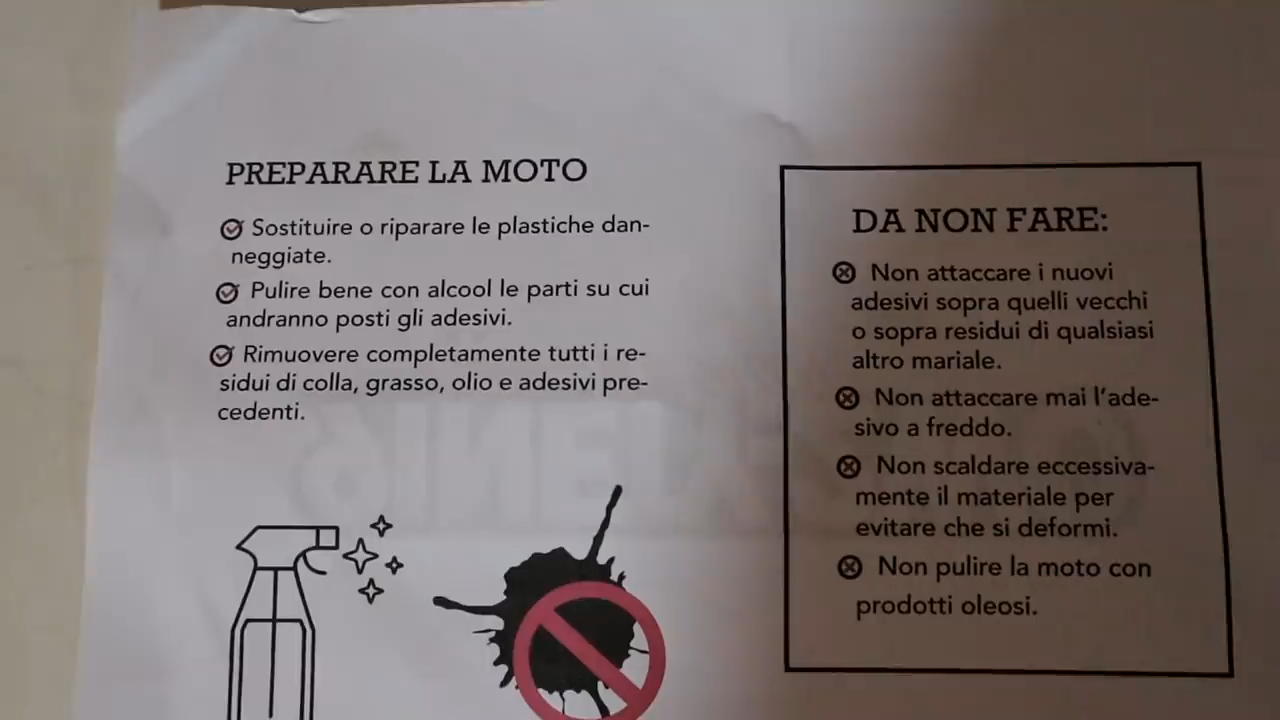 PREPARARE LA MOTO
Sostituire o riparare le plastiche dan-
neggiate.
Pulire bene con alcool le parti su cui
andranno posti gli adesivi.
Rimuovere completamente tutti i re-
sidui di colla, grasso, olio e adesivi pre-
cedenti.
DA NON FARE:
Non attaccare i nuovi
adesivi sopra quelli vecchi
o sopra residui di qualsiasi
altro mariale.
Non attaccare mai l'ade-
sivo a freddo.
Non scaldare eccessiva-
mente il materiale per
evitare che si deformi.
Non pulire la moto con
prodotti oleosi.